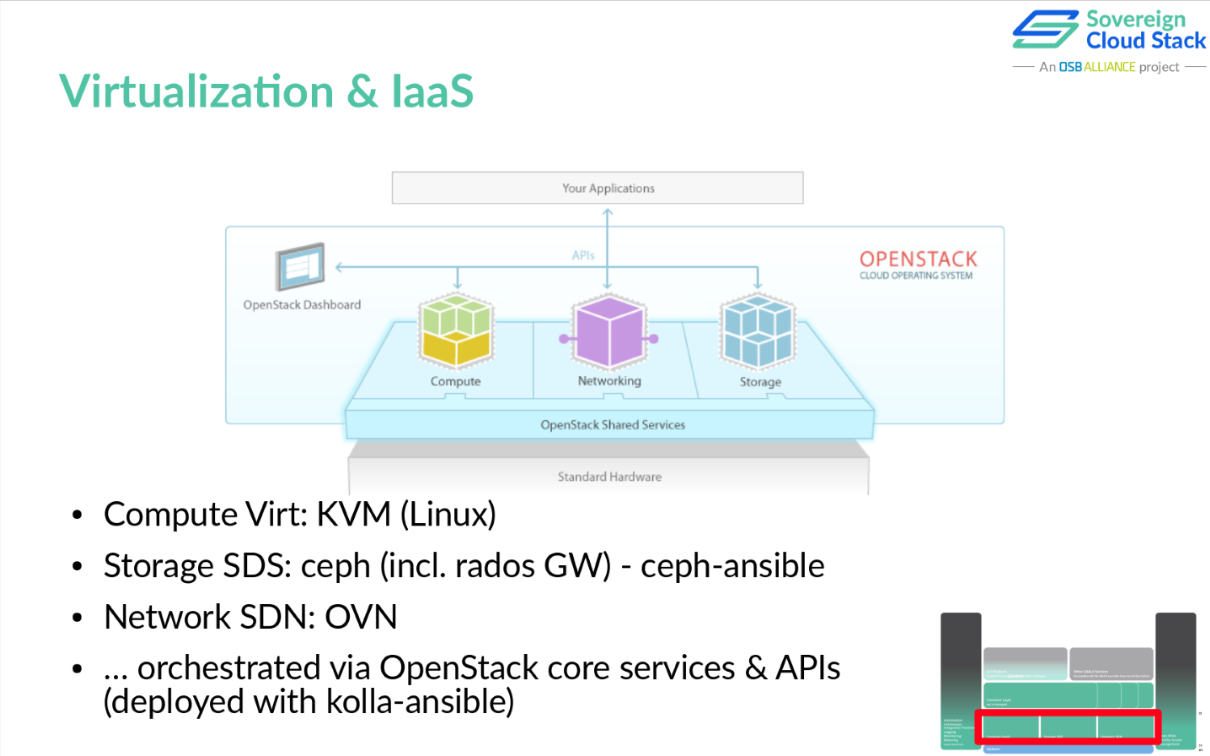 Sovereign
Cloud Stack
An OSB ALLIANCE project
Virtualization & IaaS
Your Applications
APIs
OPENSTACK
CLOUD OPERATING SYSTEM
OpenStack Dashboard
Compute
Networking
Storage
OpenStack Shared Services
Standard Hardware
• Compute Virt: KVM (Linux)
• Storage SDS: ceph (incl. rados GW) - ceph-ansible
• Network SDN: OVN
• ... orchestrated via OpenStack core services & APIs
(deployed with kolla-ansible)